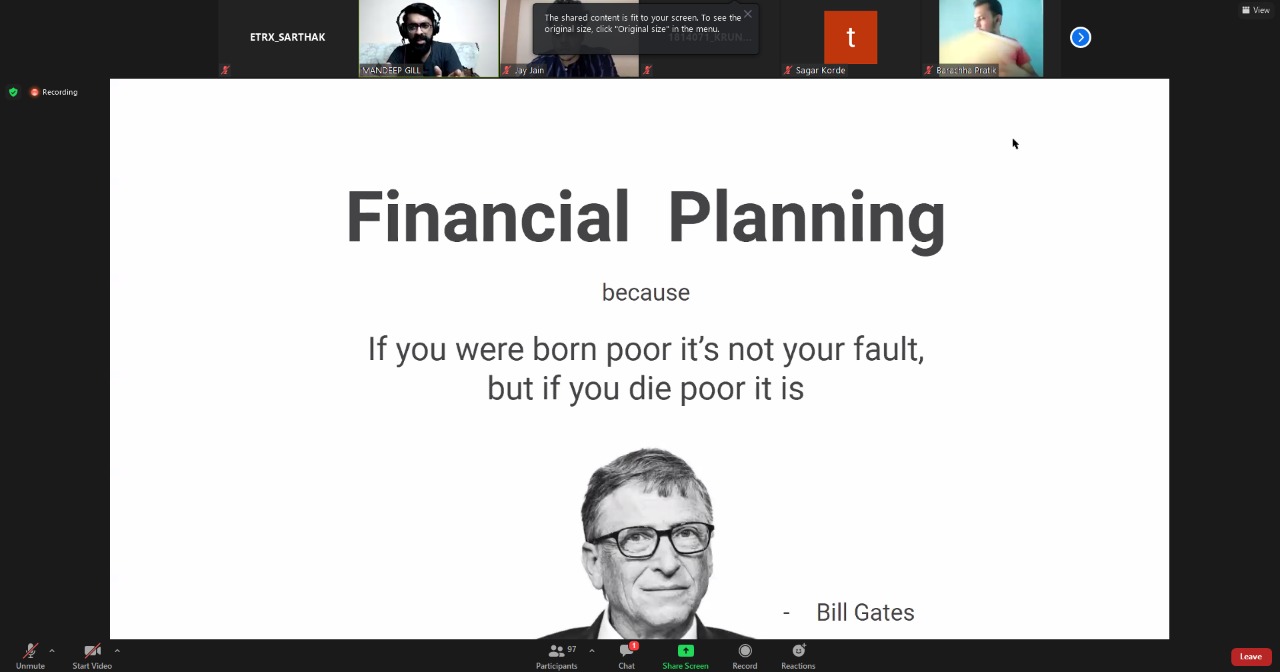 ETRX_SARTHAK
MANDEEP GILL
Jay Jain
The shared content is fit to your screen. To see the
original size, click "Original size" in the menu.
t
Sagar Korde
Barashha Pratik
View
Recording
Financial Planning
because
If you were born poor it’s not your fault,
but if you die poor it is
- Bill Gates
Unmute
Start Video
Participants
97
Chat
1
Share Screen
Record
Reactions
Leave